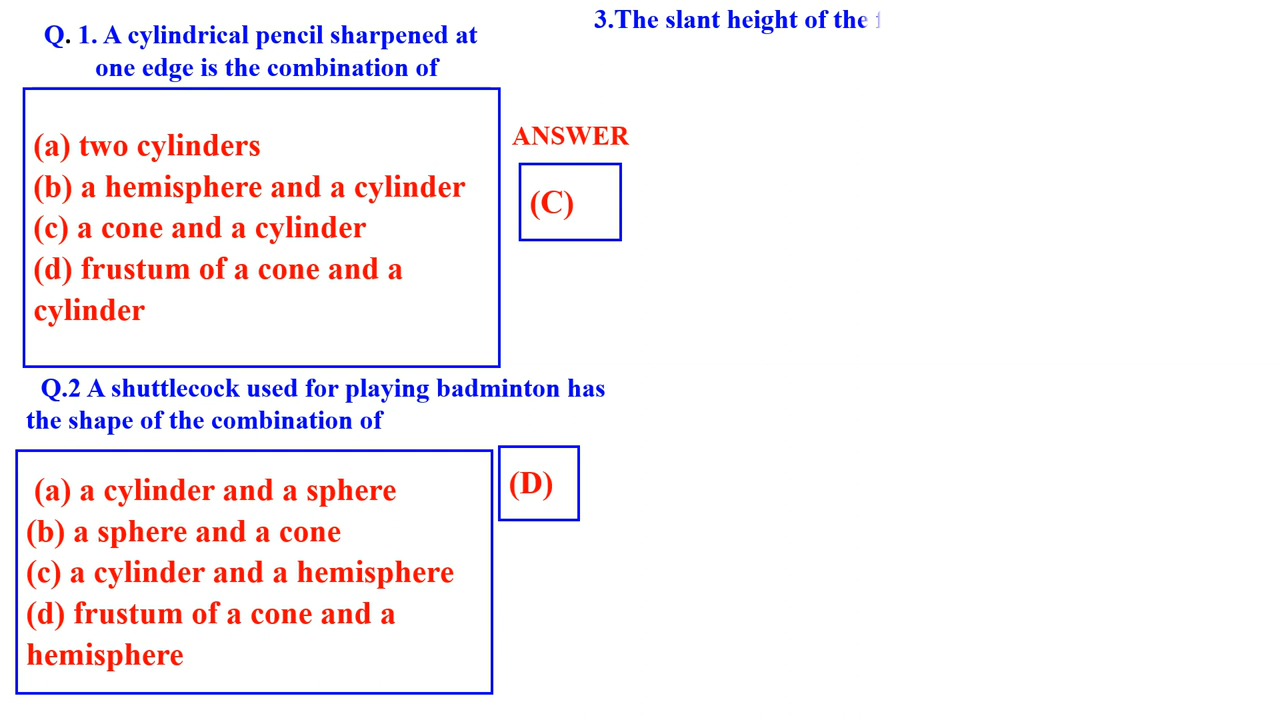 Q. 1. A cylindrical pencil sharpened at
one edge is the combination of
(a) two cylinders
(b) a hemisphere and a cylinder
(c) a cone and a cylinder
(d) frustum of a cone and a
cylinder
ANSWER
(C)
Q.2 A shuttlecock used for playing badminton has
the shape of the combination of
(a) a cylinder and a sphere
(b) a sphere and a cone
(c) a cylinder and a hemisphere
(d) frustum of a cone and a
hemisphere
(D)
3.The slant height of the